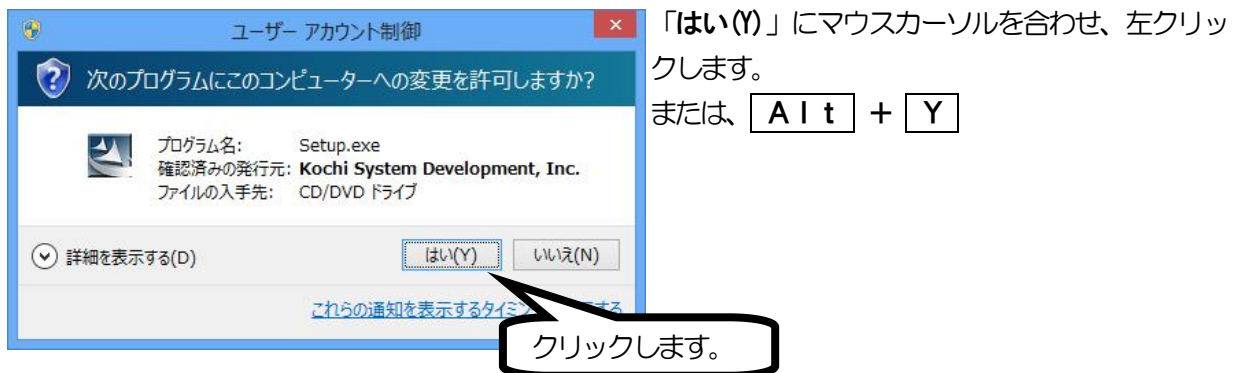 ユーザー アカウント制御
次のプログラムにこのコンピューターへの変更を許可しますか?
プログラム名: Setup.exe
確認済みの発行元: Kochi System Development, Inc.
ファイルの入手先: CD/DVD ドライブ
詳細を表示する(D)
はい(Y)
いいえ(N)
これらの通知を表示するタイミン
する
クリックします。
「はい(Y)」にマウスカーソルを合わせ、左クリッ
クします。
または、 Alt + Y